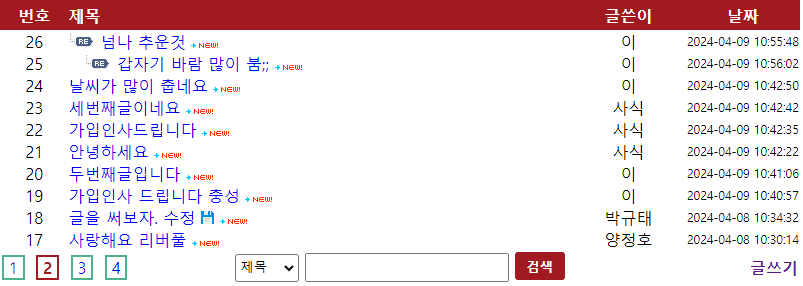 번호 제목 글쓴이 날짜
26 RE 넘나 추운것 NEW! 이 2024-04-09 10:55:48
25 RE 갑자기 바람 많이 붐;; NEW! 이 2024-04-09 10:56:02
24 날씨가 많이 춥네요 NEW! 이 2024-04-09 10:42:50
23 세번째글이네요 NEW! 사식 2024-04-09 10:42:42
22 가입인사드립니다 NEW! 사식 2024-04-09 10:42:35
21 안녕하세요 NEW! 사식 2024-04-09 10:42:22
20 두번째글입니다 NEW! 이 2024-04-09 10:41:06
19 가입인사 드립니다 충성 NEW! 이 2024-04-09 10:40:57
18 글을 써보자. 수정 NEW! 박규태 2024-04-08 10:34:32
17 사랑해요 리버풀 NEW! 양정호 2024-04-08 10:30:14
1 2 3 4 제목 검색 글쓰기